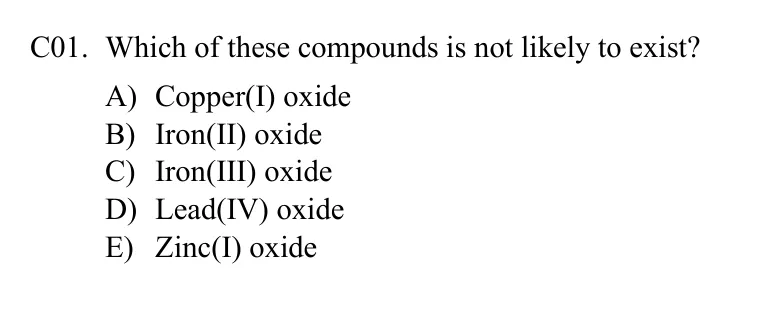 C01. Which of these compounds is not likely to exist?
A) Copper(I) oxide
B) Iron(II) oxide
C) Iron(III) oxide
D) Lead(IV) oxide
E) Zinc(I) oxide